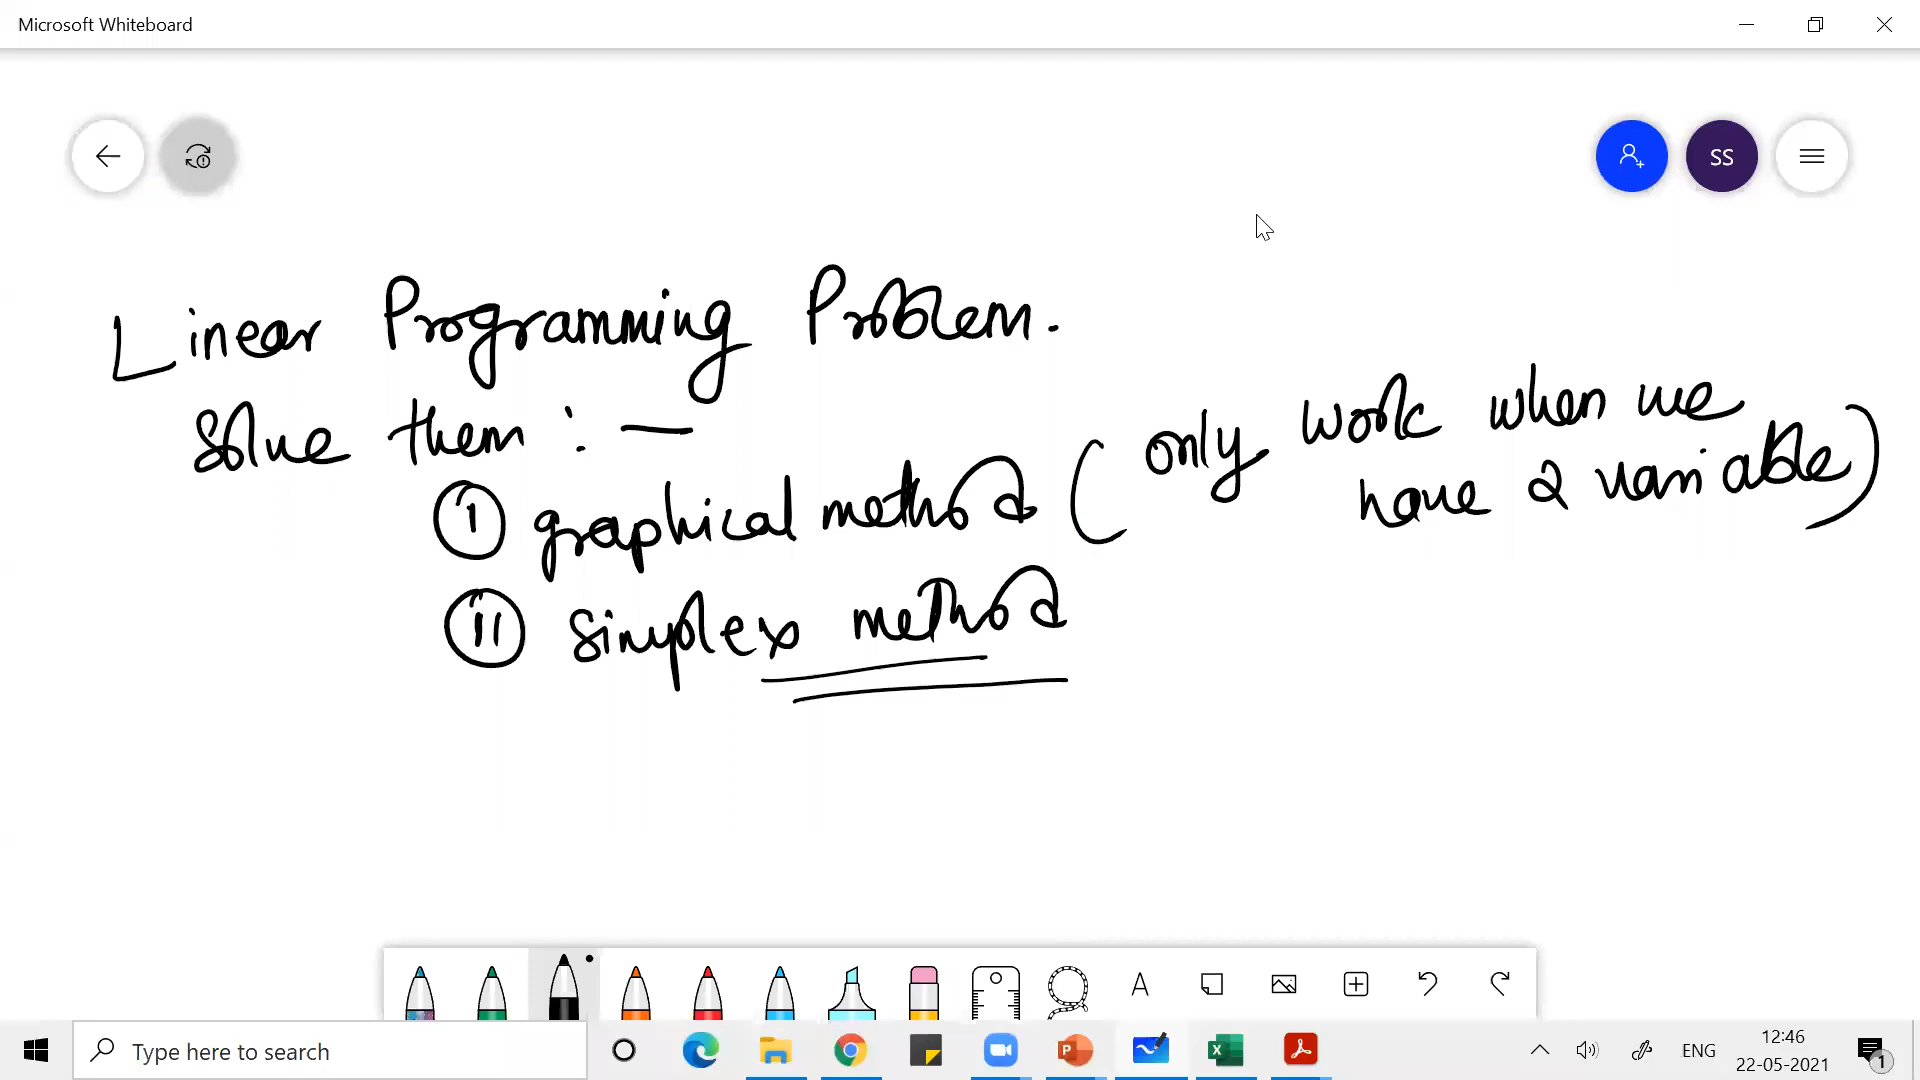 Microsoft Whiteboard
SS
Linear Programming Problem.
Solve them : —
(i) graphical method ( only work when we
have 2 variable)
(ii) simplex method
A
Type here to search
ENG
12:46
22-05-2021
1